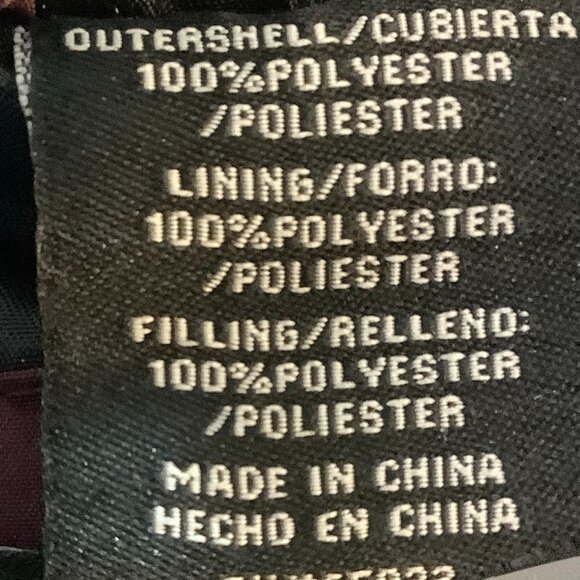 OUTERSHELL/CUBIERTA
100%POLYESTER
/POLIESTER
LINING/FORRO:
100%POLYESTER
/POLIESTER
FILLING/RELLENO:
100%POLYESTER
/POLIESTER
MADE IN CHINA
HECHO EN CHINA